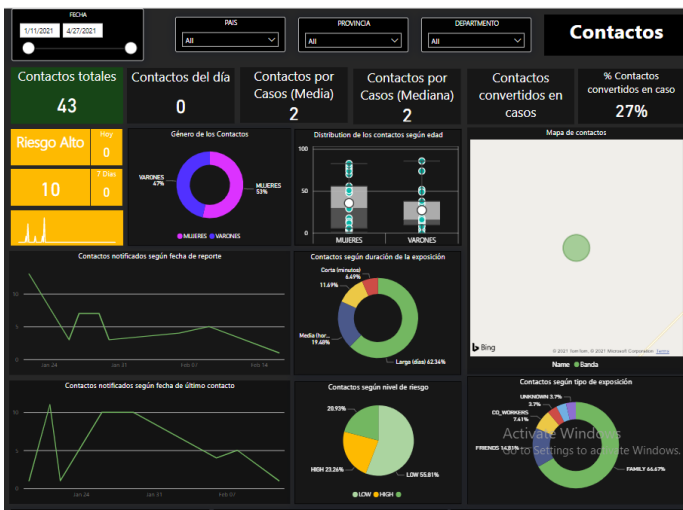 FECHA
1/11/2021 4/27/2021
PAIS
All
PROVINCIA
All
DEPARTMENTO
All
Contactos
Contactos totales
43
Contactos del día
0
Contactos por
Casos (Media)
2
Contactos por
Casos (Mediana)
2
Contactos
convertidos en
casos
% Contactos
convertidos en caso
27%
Riesgo Alto
Hoy
0
10
7 Dias
0
Género de los Contactos
VARONES
47%
MUJERES
53%
MUJERES VARONES
Distribution de los contactos según edad
100
50
0
MUJERES VARONES
Mapa de contactos
Bing
© 2021 TomTom, © 2021 Microsoft Corporation Terms
Name Banda
Contactos notificados según fecha de reporte
10
5
0
Jan 24 Jan 31 Feb 07 Feb 14
Contactos según duración de la exposición
Corta (minutos)
6.49%
11.69%
Media (hor...
19.48%
Larga (días) 62.34%
Contactos notificados según fecha de último contacto
10
5
0
Jan 24 Jan 31 Feb 07
Contactos según nivel de riesgo
20.93%
HIGH 23.26%
LOW 55.81%
LOW HIGH
Contactos según tipo de exposición
UNKNOWN 3.7%
3.7%
CO_WORKERS
7.41%
FRIENDS 14.81%
FAMILY 66.67%
Activate Windows
Go to Settings to activate Windows.